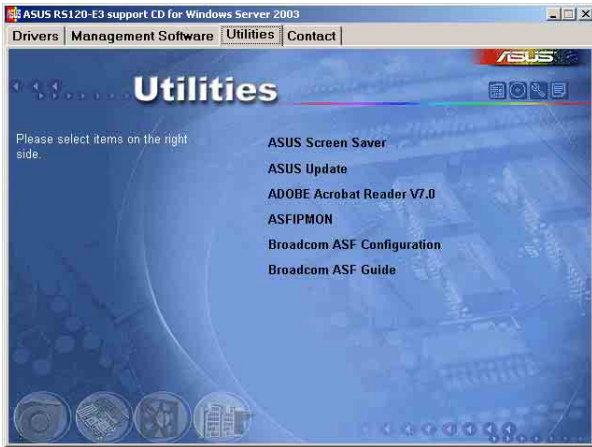 ASUS RS120-E3 support CD for Windows Server 2003
Drivers Management Software Utilities Contact
ASUS
Utilities
Please select items on the right
side.
ASUS Screen Saver
ASUS Update
ADOBE Acrobat Reader V7.0
ASFIPMON
Broadcom ASF Configuration
Broadcom ASF Guide